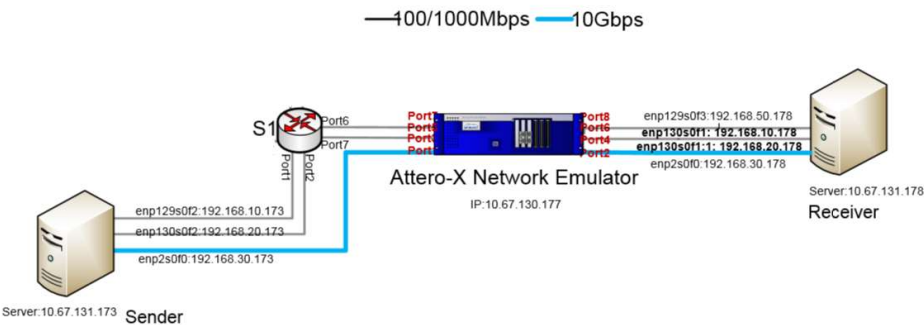 100/1000Mbps 10Gbps
S1
Port6
Port7
Port1
Port2
Port7
Port5
Port3
Port8
Port6
Port4
Port2
enp129s0f3:192.168.50.178
enp130s0f1: 192.168.10.178
enp130s0f1:1: 192.168.20.178
enp2s0f0:192.168.30.178
Attero-X Network Emulator
IP:10.67.130.177
Server:10.67.131.178
Receiver
enp129s0f2:192.168.10.173
enp130s0f2:192.168.20.173
enp2s0f0:192.168.30.173
Server:10.67.131.173
Sender